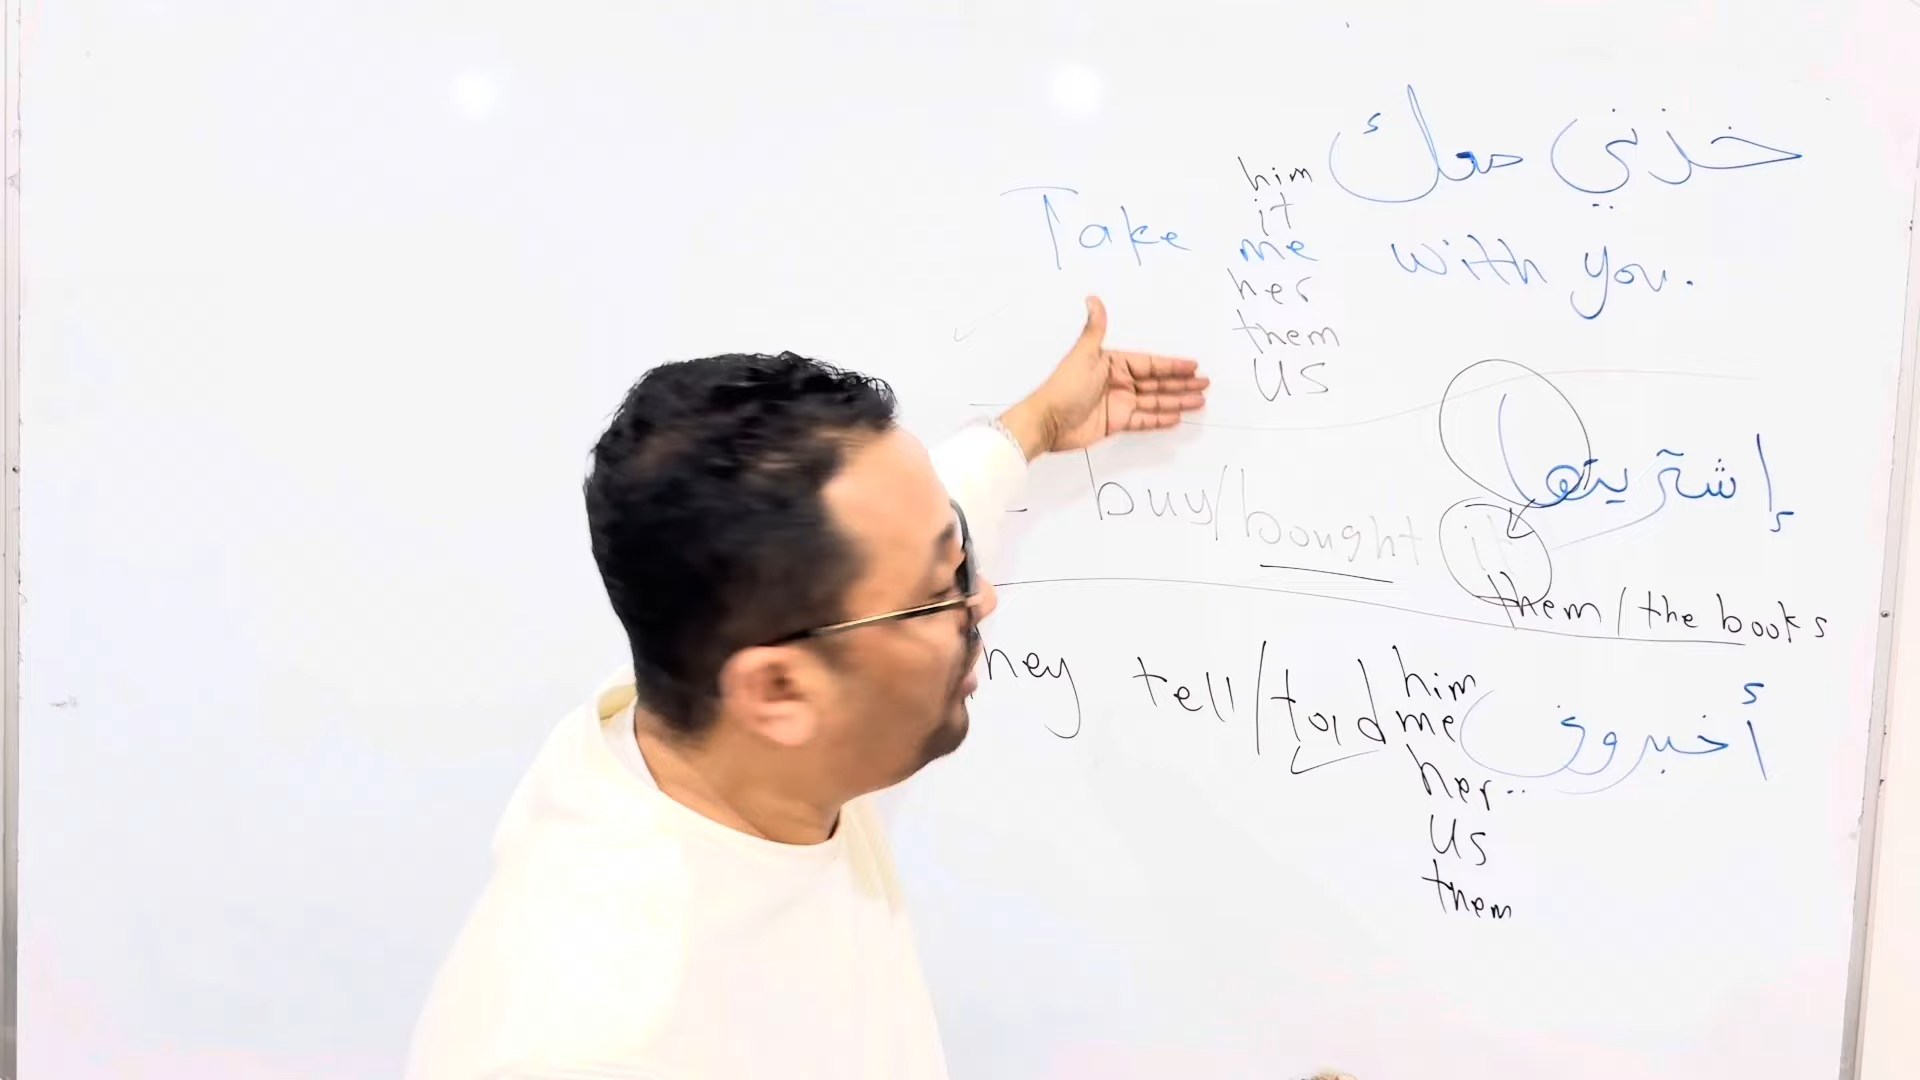 خذني معك
him
it
Take me with you.
her
them
us
إشتريتها
buy/bought it
them / the books
hey tell/told him
me
her
us
them
أخبروني